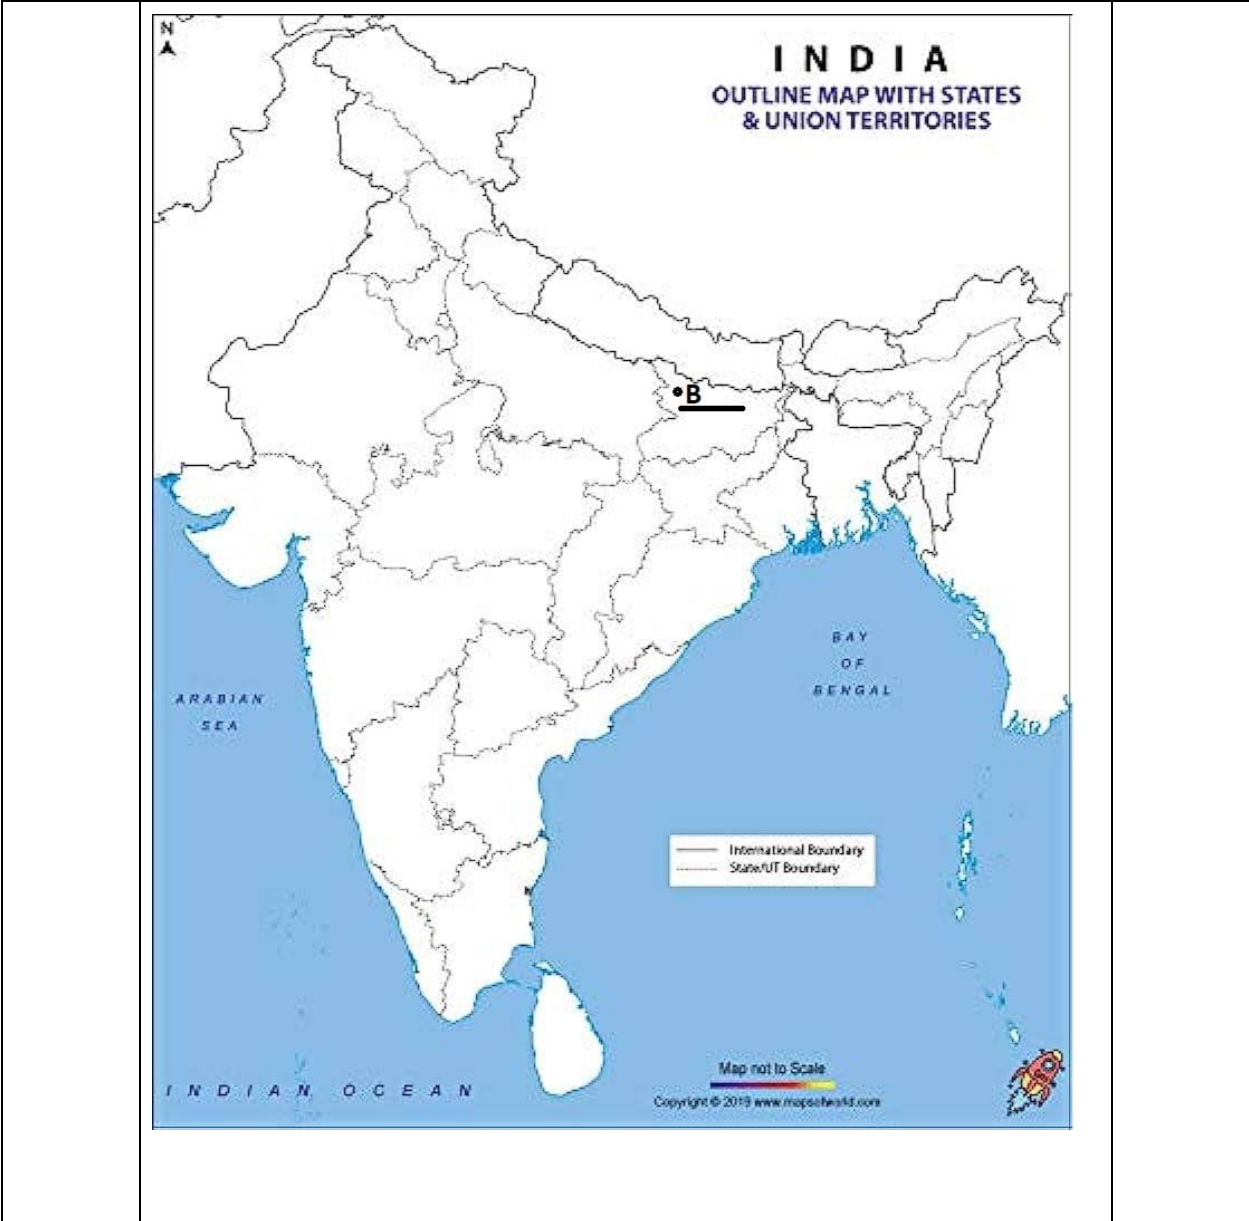 N
I N D I A
OUTLINE MAP WITH STATES
& UNION TERRITORIES
B
BAY
OF
BENGAL
ARABIAN
SEA
International Boundary
State/UT Boundary
INDIAN OCEAN
Map not to Scale
Copyright © 2019 www.mapsofworld.com